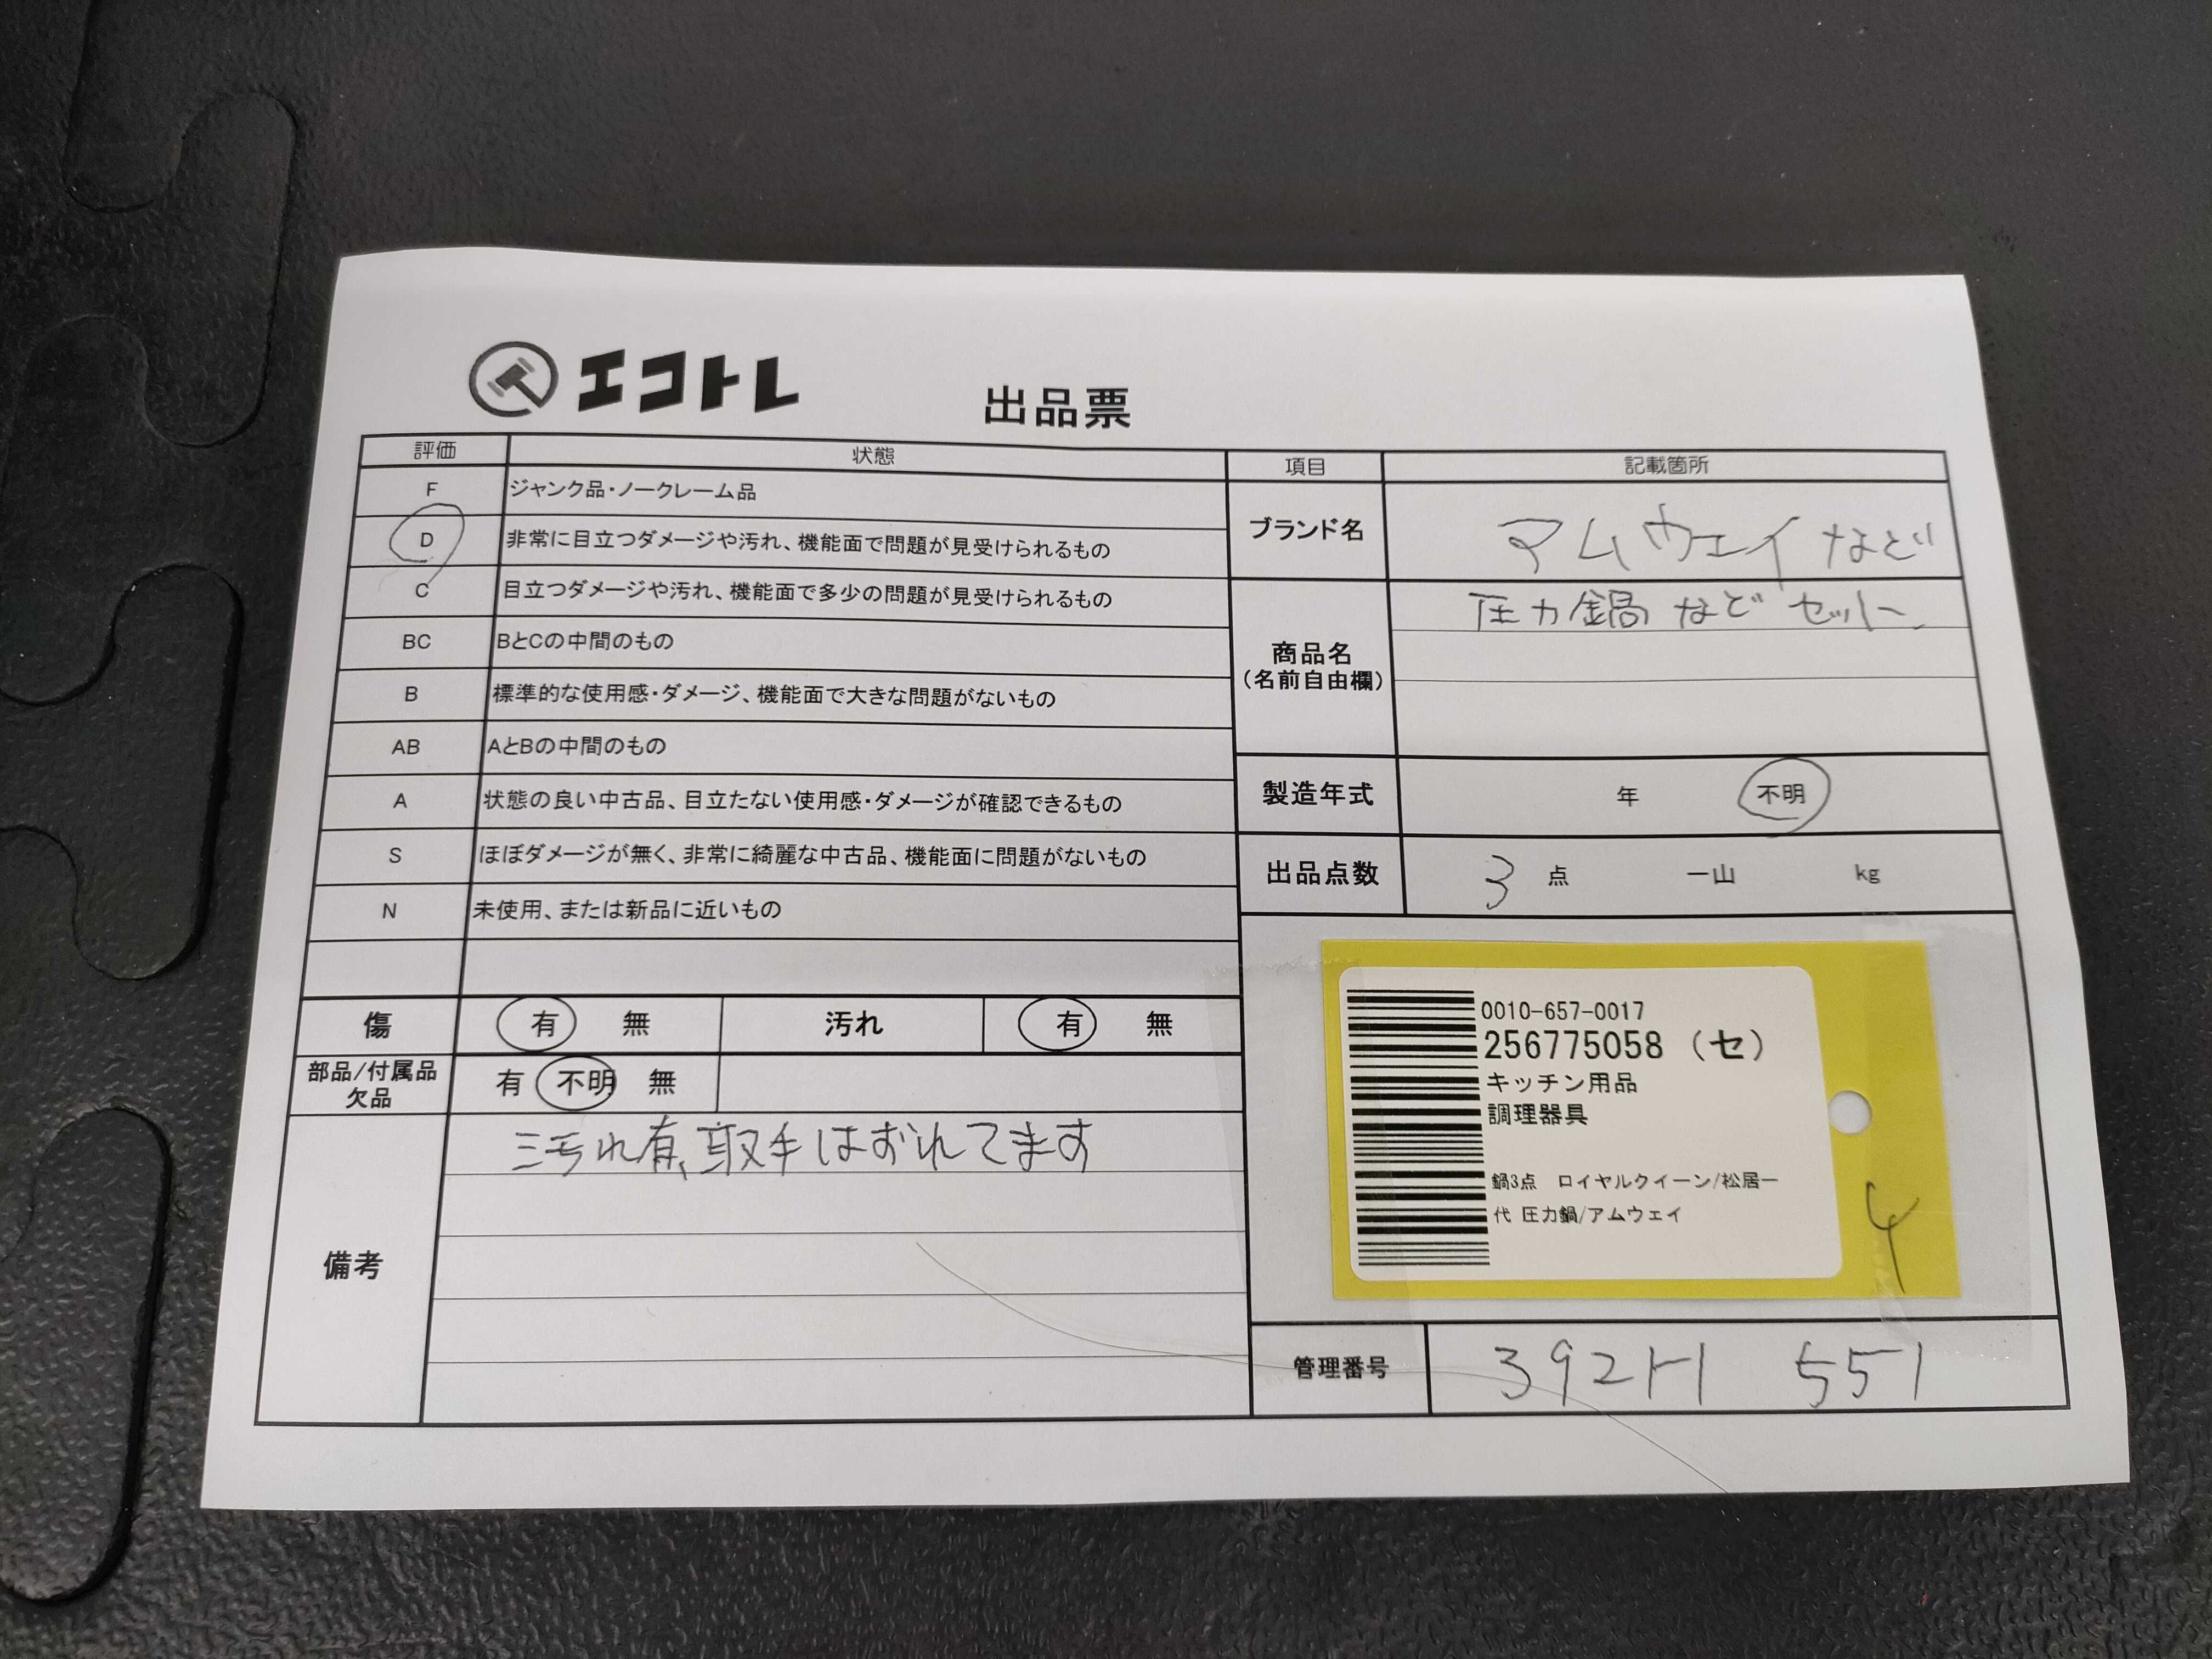 エコトレ
出品票
評価 状態
F ジャンク品・ノークレーム品
D 非常に目立つダメージや汚れ、機能面で問題が見受けられるもの
C 目立つダメージや汚れ、機能面で多少の問題が見受けられるもの
BC BとCの中間のもの
B 標準的な使用感・ダメージ、機能面で大きな問題がないもの
AB AとBの中間のもの
A 状態の良い中古品、目立たない使用感・ダメージが確認できるもの
S ほぼダメージが無く、非常に綺麗な中古品、機能面に問題がないもの
N 未使用、または新品に近いもの
傷 有 無 汚れ 有 無
部品/付属品
欠品
有 不明 無
備考
汚れ有、取手はおれてます
項目 記載箇所
ブランド名 アムウェイなど
商品名
(名前自由欄)
圧力鍋などセット
製造年式 年 不明
出品点数 3 点 一山 kg
0010-657-0017
256775058 (セ)
キッチン用品
調理器具
鍋3点 ロイヤルクイーン/松居一
代 圧力鍋/アムウェイ
4
管理番号 392H 551